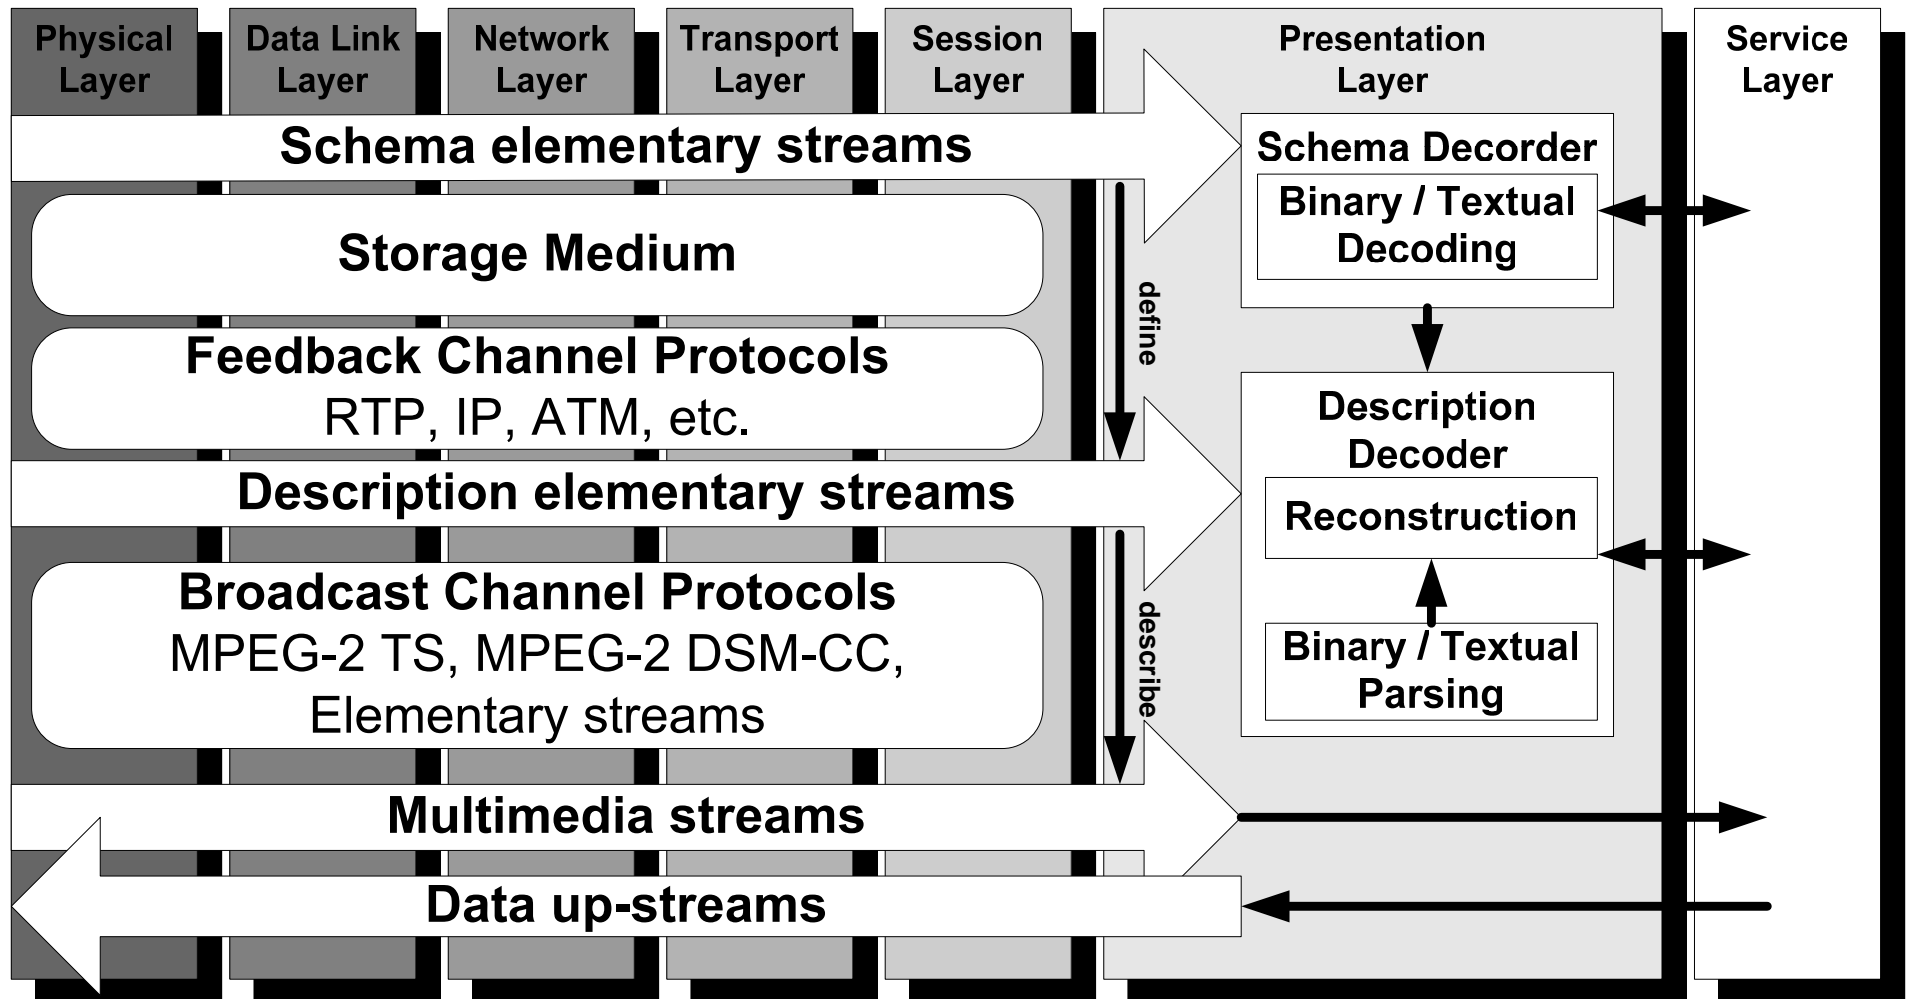 Physical
Layer
Data Link
Layer
Network
Layer
Transport
Layer
Session
Layer
Presentation
Layer
Service
Layer
Schema elementary streams
Schema Decorder
Binary / Textual
Decoding
Storage Medium
define
Feedback Channel Protocols
RTP, IP, ATM, etc.
Description
Decoder
Description elementary streams
Reconstruction
Broadcast Channel Protocols
MPEG-2 TS, MPEG-2 DSM-CC,
Elementary streams
describe
Binary / Textual
Parsing
Multimedia streams
Data up-streams